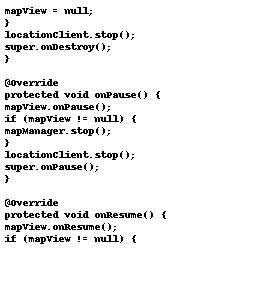 mapView = null;
}
locationClient.stop();
super.onDestroy();
}
@Override
protected void onPause() {
mapView.onPause();
if (mapView != null) {
mapManager.stop();
}
locationClient.stop();
super.onPause();
}
@Override
protected void onResume() {
mapView.onResume();
if (mapView != null) {